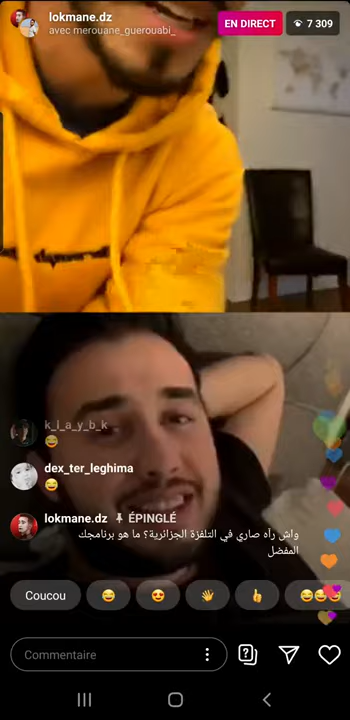 lokmane.dz
avec merouane_guerouabi_
EN DIRECT
7 309
k_l_a_y_b_k
😂
dex_ter_leghima
😂
lokmane.dz ÉPINGLÉ
واش رآه صاري في التلفزة الجزائرية؟ ما هو برنامجك
المفضل
Coucou 😂 😍 👋 👍 😂😂😂
Commentaire